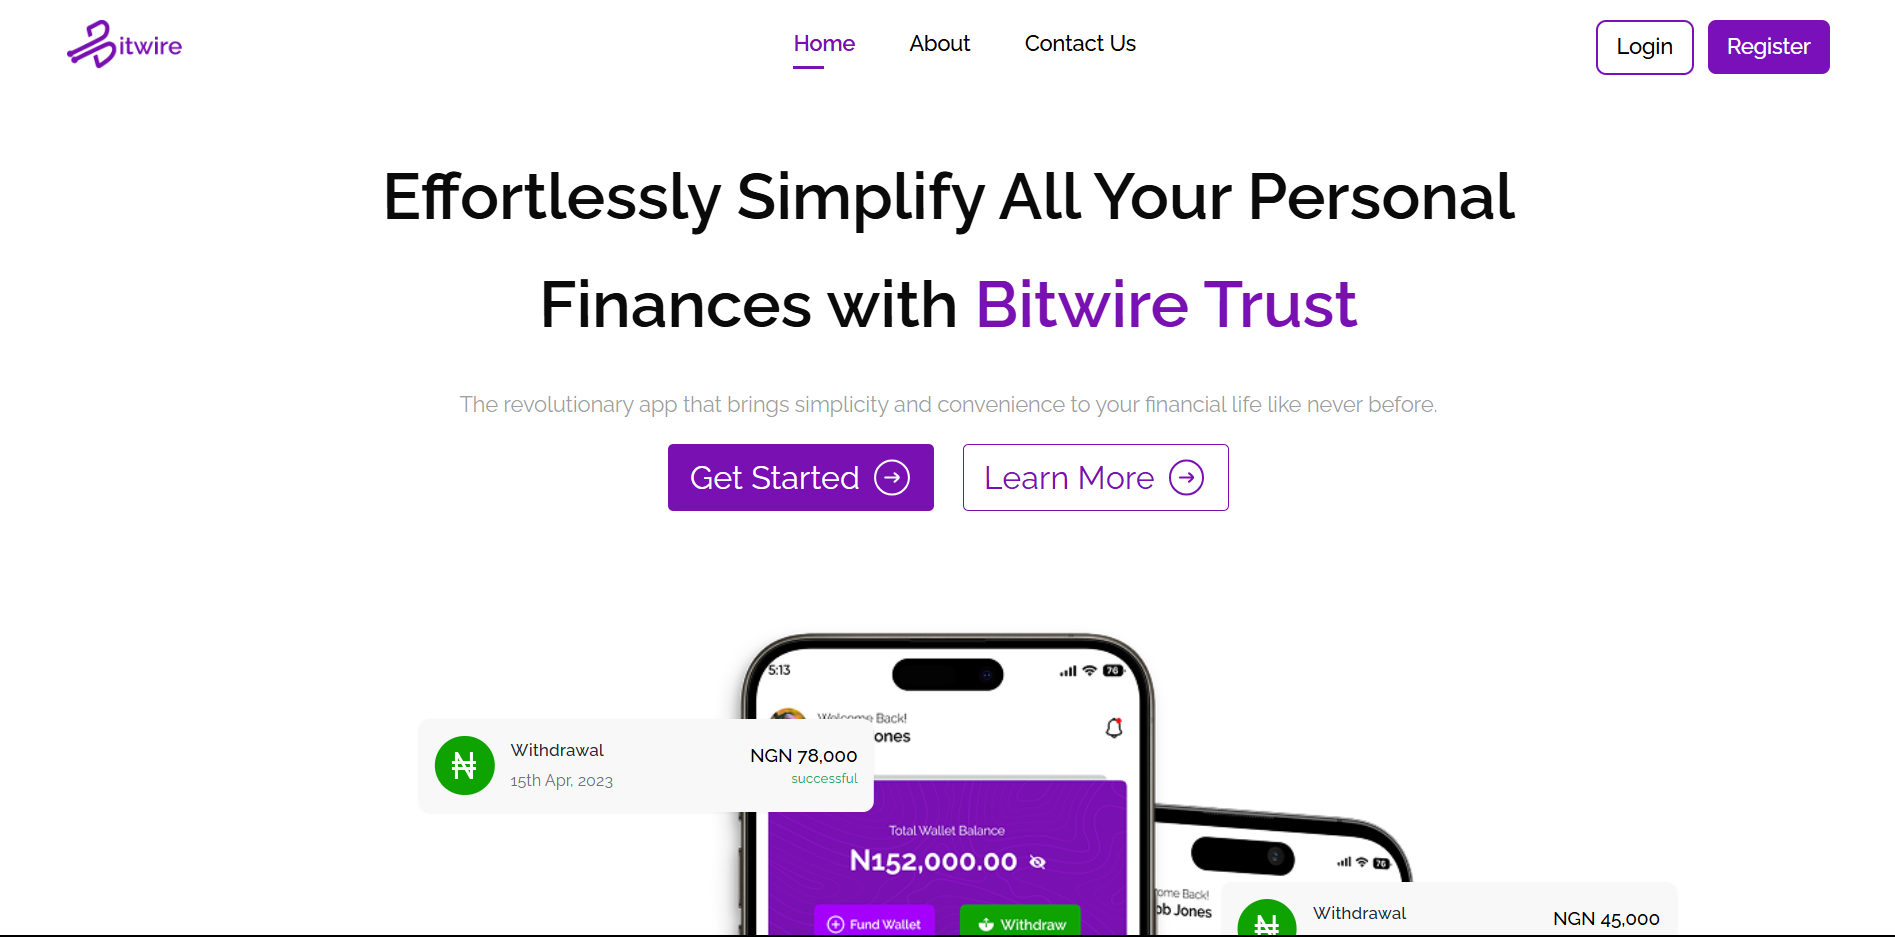 Bitwire
Home
About
Contact Us
Login
Register
Effortlessly Simplify All Your Personal
Finances with Bitwire Trust
The revolutionary app that brings simplicity and convenience to your financial life like never before.
Get Started
Learn More
5:13
76
Welcome Back!
ones
Withdrawal
NGN 78,000
15th Apr, 2023
successful
Total Wallet Balance
N152,000.00
Fund Wallet
Withdraw
76
ome Back!
ob Jones
Withdrawal
NGN 45,000